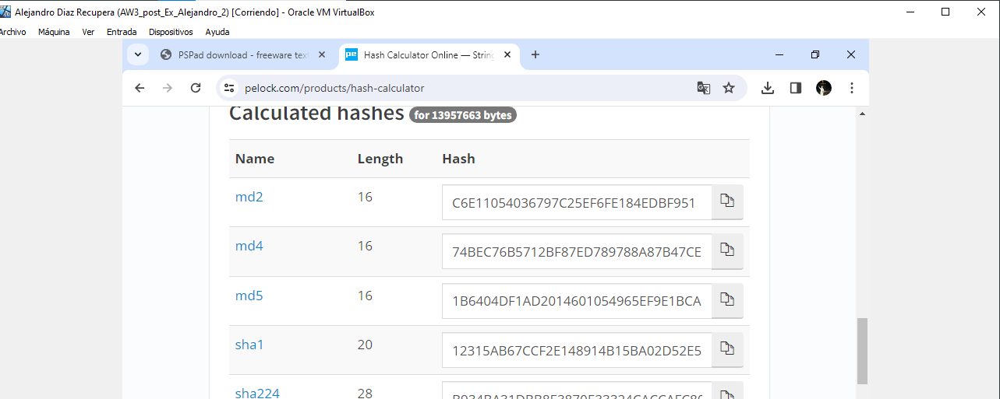 Alejandro Diaz Recupera (AW3_post_Ex_Alejandro_2) [Corriendo] - Oracle VM VirtualBox
Archivo Máquina Ver Entrada Dispositivos Ayuda
PSPad download - freeware tex
pe Hash Calculator Online — String
pelock.com/products/hash-calculator
Calculated hashes for 13957663 bytes
Name Length Hash
md2 16 C6E11054036797C25EF6FE184EDBF951
md4 16 74BEC76B5712BF87ED789788A87B47CE
md5 16 1B6404DF1AD2014601054965EF9E1BCA
sha1 20 12315AB67CCF2E148914B15BA02D52E5
sha224 28